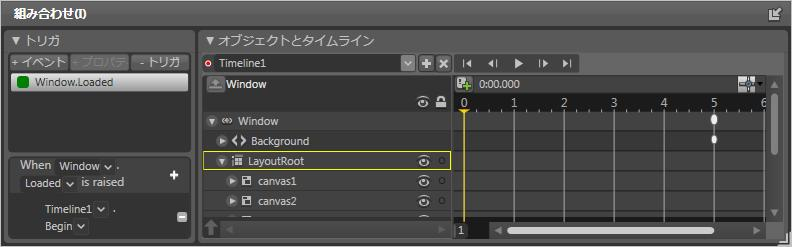 組み合わせ(I)
▼ トリガ
+ イベント + プロパテ - トリガ
Window.Loaded
When Window .
Loaded is raised
Timeline1 .
Begin
▼ オブジェクトとタイムライン
Timeline1
Window
0:00.000
0 1 2 3 4 5 6
Window
Background
LayoutRoot
canvas1
canvas2
1